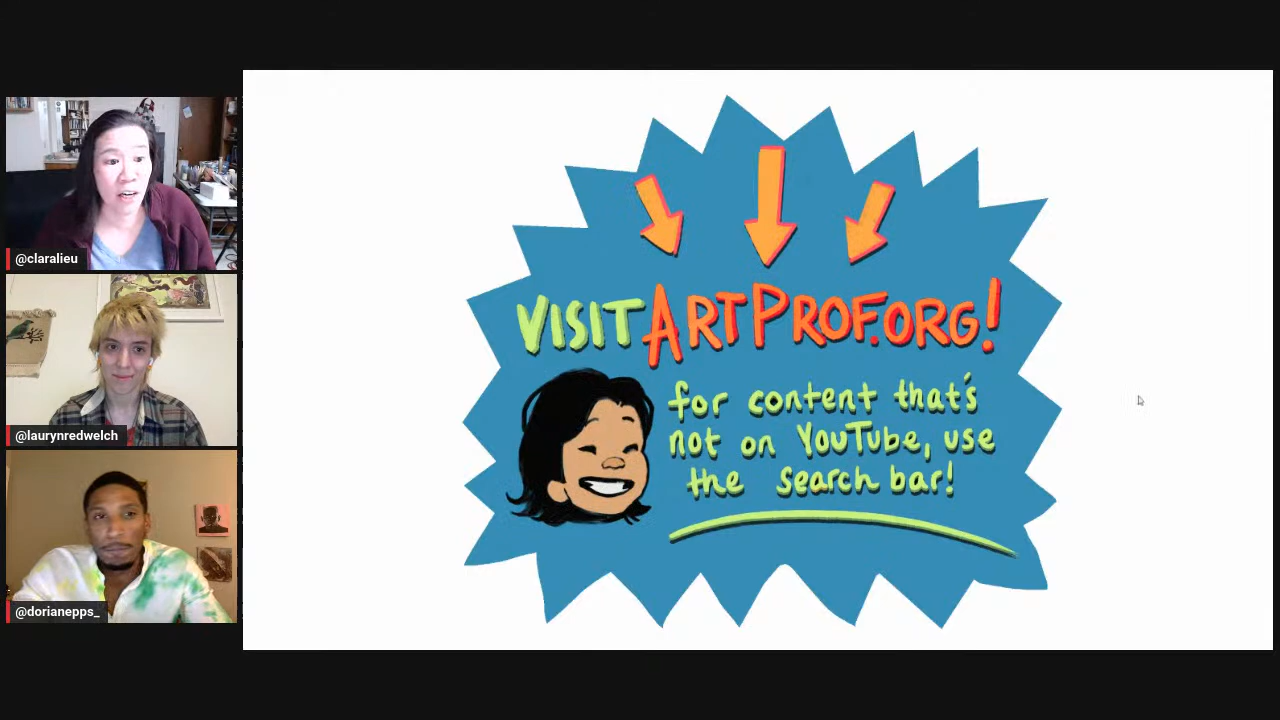 @claralieu
@laurynredwelch
@dorianepps_
VISIT ARTPROF.ORG!
for content that's
not on YouTube, use
the search bar!